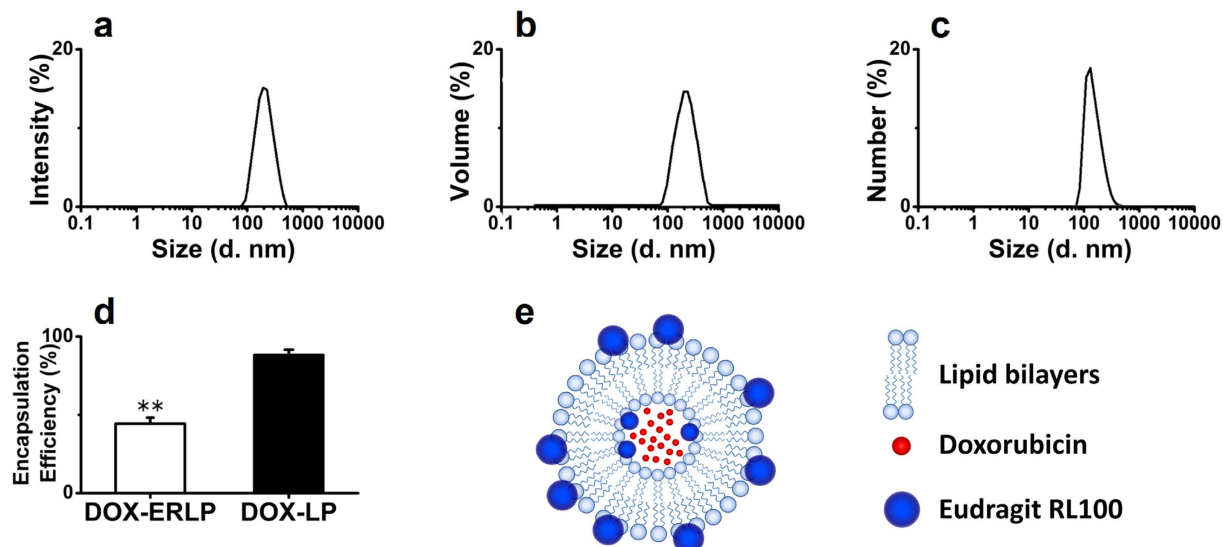 a
20
Intensity (%)
0
0.1 1 10 100 1000 10000
Size (d. nm)
b
20
Volume (%)
0
0.1 1 10 100 1000 10000
Size (d. nm)
c
20
Number (%)
0
0.1 1 10 100 1000 10000
Size (d. nm)
d
100
Encapsulation
Efficiency (%)
**
0
DOX-ERLP DOX-LP
e
Lipid bilayers
Doxorubicin
Eudragit RL100